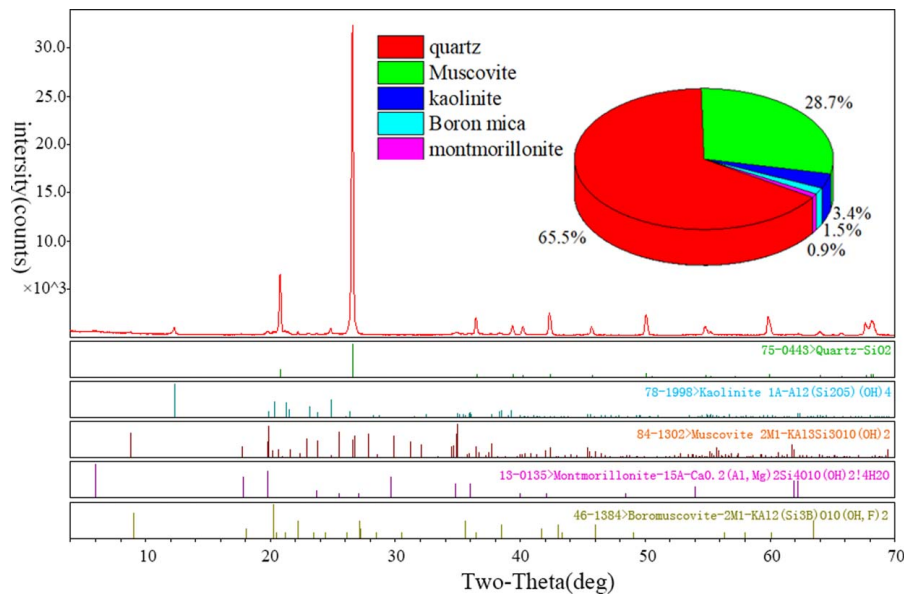 intensity(counts)
30.0
25.0
20.0
15.0
10.0
×10^3
quartz
Muscovite
kaolinite
Boron mica
montmorillonite
28.7%
3.4%
1.5%
0.9%
65.5%
75-0443>Quartz-SiO2
78-1998>Kaolinite 1A-Al2(Si2O5)(OH)4
84-1302>Muscovite 2M1-KAl3Si3O10(OH)2
13-0135>Montmorillonite-15A-Ca0.2(Al,Mg)2Si4O10(OH)2!4H2O
46-1384>Boromuscovite-2M1-KAl2(Si3B)O10(OH,F)2
10 20 30 40 50 60 70
Two-Theta(deg)